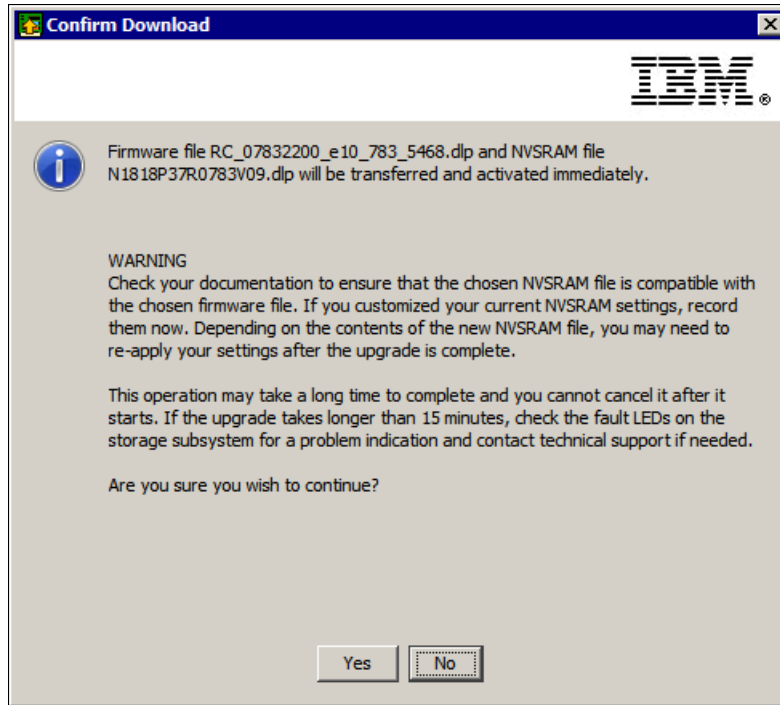 Confirm Download
IBM®
Firmware file RC_07832200_e10_783_5468.dlp and NVSRAM file
N1818P37R0783V09.dlp will be transferred and activated immediately.
WARNING
Check your documentation to ensure that the chosen NVSRAM file is compatible with
the chosen firmware file. If you customized your current NVSRAM settings, record
them now. Depending on the contents of the new NVSRAM file, you may need to
re-apply your settings after the upgrade is complete.
This operation may take a long time to complete and you cannot cancel it after it
starts. If the upgrade takes longer than 15 minutes, check the fault LEDs on the
storage subsystem for a problem indication and contact technical support if needed.
Are you sure you wish to continue?
Yes No